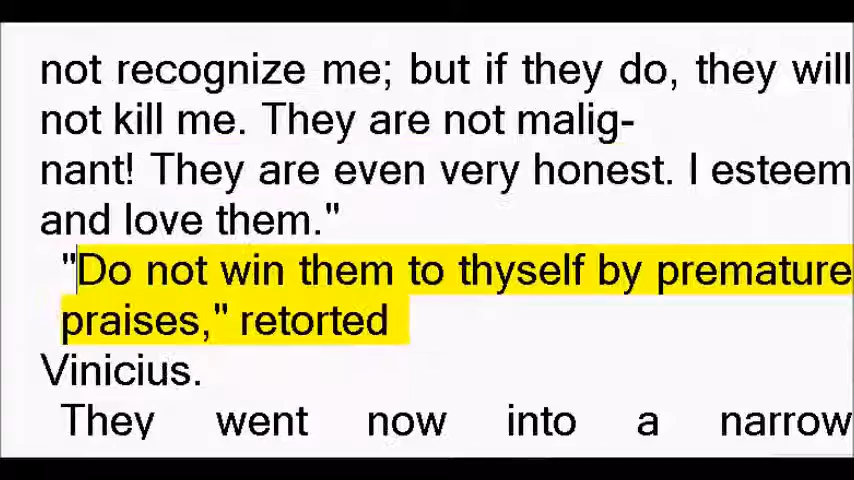 not recognize me; but if they do, they will
not kill me. They are not malig-
nant! They are even very honest. I esteem
and love them."
"Do not win them to thyself by premature
praises," retorted
Vinicius.
They went now into a narrow